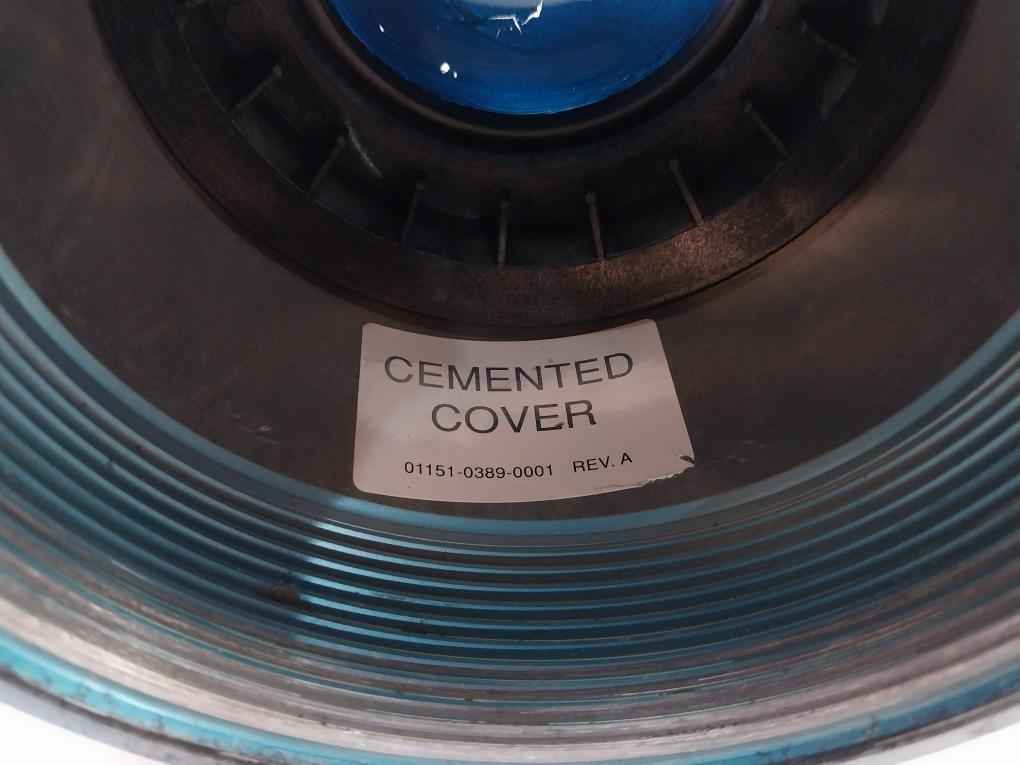 CEMENTED
COVER
01151-0389-0001 REV. A